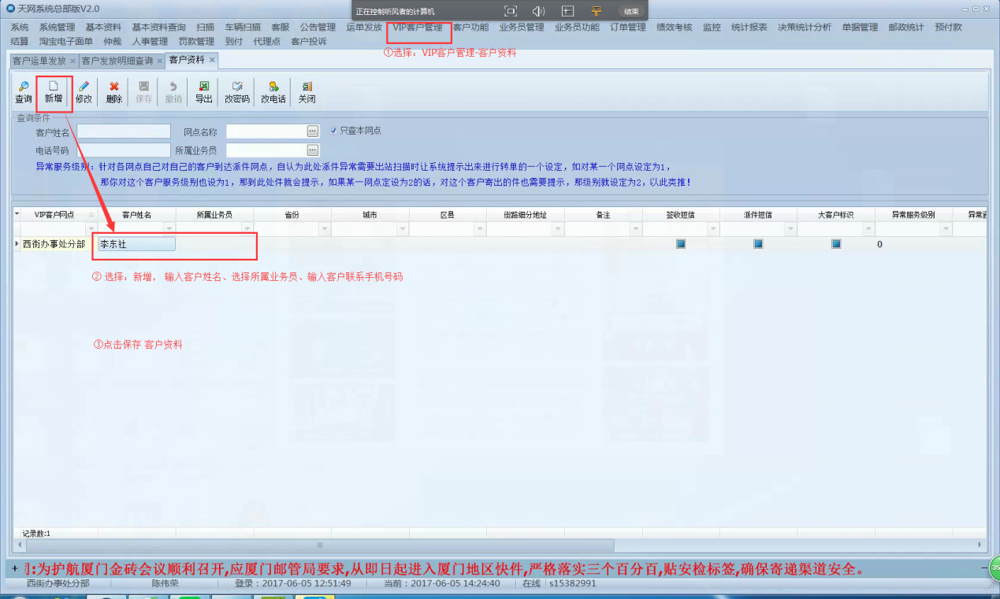 天网系统总部版V2.0
正在控制听风者的计算机 结束
系统 系统管理 基本资料 基本资料查询 扫描 车辆扫描 客服 公告管理 运单发放 VIP客户管理 客户功能 业务员管理 业务员功能 订单管理 绩效考核 监控 统计报表 决策统计分析 单据管理 邮政统计 预付款
结算 淘宝电子面单 仲裁 人事管理 罚款管理 到付 代理点 客户投诉
①选择：VIP客户管理-客户资料
客户运单发放 客户发放明细查询 客户资料
查询 新增 修改 删除 保存 撤销 导出 改密码 改电话 关闭
查询条件
客户姓名 网点名称 只查本网点
电话号码 所属业务员
异常服务级别：针对各网点自己对自己的客户到达派件网点，自认为此处派件异常需要出站扫描时让系统提示出来进行转单的一个设定，如对某一个网点设定为1，
那你对这个客户服务级别也设为1，那到此处件就会提示，如果某一网点定设为2的话，对这个客户寄出的件也需要提示，那级别就设定为2，以此类推！
VIP客户网点 客户姓名 所属业务员 省份 城市 区县 街路细分地址 备注 签收短信 派件短信 大客户标识 异常服务级别
西街办事处分部 李东社 0
② 选择：新增， 输入客户姓名、选择所属业务员、输入客户联系手机号码
③点击保存 客户资料
记录数:1
:为护航厦门金砖会议顺利召开,应厦门邮管局要求,从即日起进入厦门地区快件,严格落实三个百分百,贴安检标签,确保寄递渠道安全。
35
西街办事处分部 陈伟荣 登录：2017-06-05 12:51:49 当前：2017-06-05 14:24:40 在线 s15382991